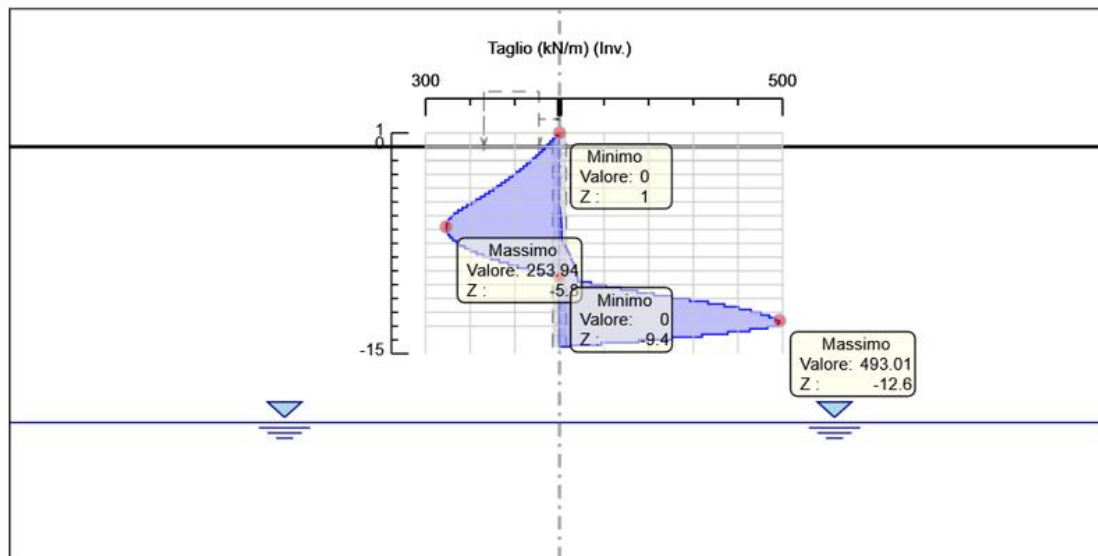 Taglio (kN/m) (Inv.)
300
500
1
0
Minimo
Valore: 0
Z : 1
Massimo
Valore: 253.94
Z : -5.8
Minimo
Valore: 0
Z : -9.4
-15
Massimo
Valore: 493.01
Z : -12.6